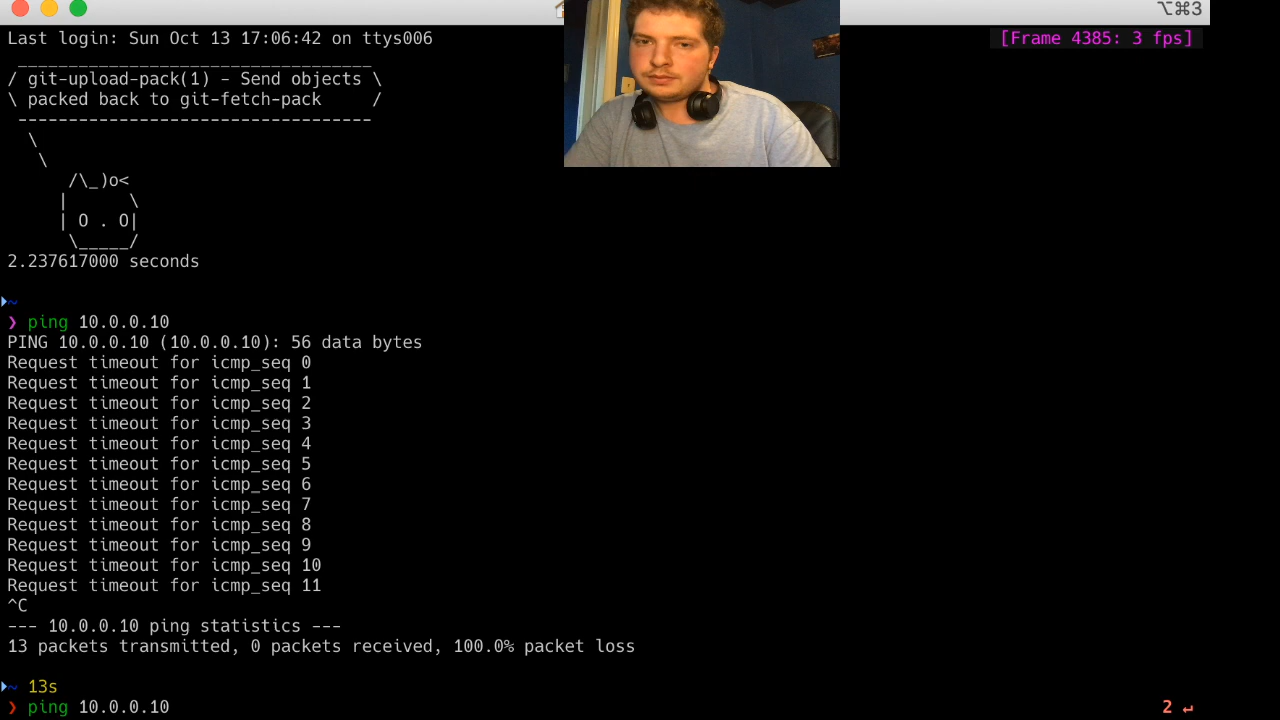 ⌥⌘3
Last login: Sun Oct 13 17:06:42 on ttys006
[Frame 4385: 3 fps]
 ___________________________________
/ git-upload-pack(1) - Send objects \
\ packed back to git-fetch-pack     /
 -----------------------------------
  \
   \
      /\_)o<
     |      \
     | O . O|
      \_____/
2.237617000 seconds
~
❯ ping 10.0.0.10
PING 10.0.0.10 (10.0.0.10): 56 data bytes
Request timeout for icmp_seq 0
Request timeout for icmp_seq 1
Request timeout for icmp_seq 2
Request timeout for icmp_seq 3
Request timeout for icmp_seq 4
Request timeout for icmp_seq 5
Request timeout for icmp_seq 6
Request timeout for icmp_seq 7
Request timeout for icmp_seq 8
Request timeout for icmp_seq 9
Request timeout for icmp_seq 10
Request timeout for icmp_seq 11
^C
--- 10.0.0.10 ping statistics ---
13 packets transmitted, 0 packets received, 100.0% packet loss
~ 13s
❯ ping 10.0.0.10
2 ↵